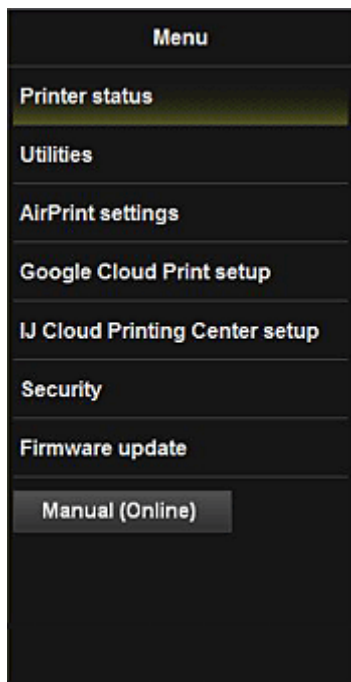 Menu
Printer status
Utilities
AirPrint settings
Google Cloud Print setup
IJ Cloud Printing Center setup
Security
Firmware update
Manual (Online)